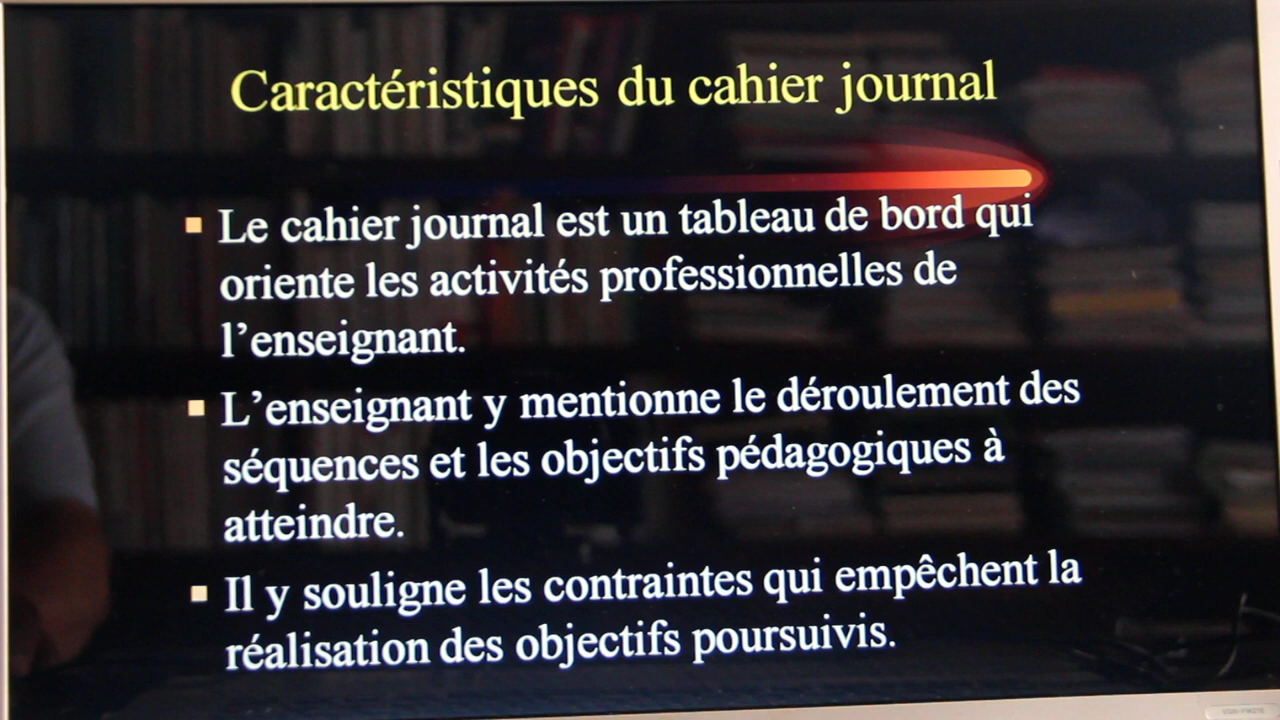 Caractéristiques du cahier journal
▪ Le cahier journal est un tableau de bord qui
oriente les activités professionnelles de
l’enseignant.
▪ L’enseignant y mentionne le déroulement des
séquences et les objectifs pédagogiques à
atteindre.
▪ Il y souligne les contraintes qui empêchent la
réalisation des objectifs poursuivis.